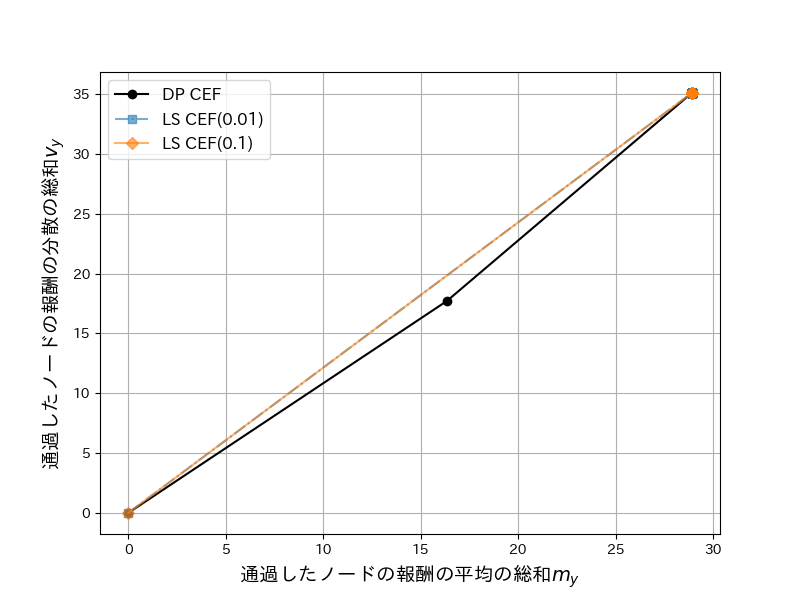 DP CEF
LS CEF(0.01)
LS CEF(0.1)
35
30
25
20
15
10
5
0
通過したノードの報酬の分散の総和v_y
0 5 10 15 20 25 30
通過したノードの報酬の平均の総和m_y